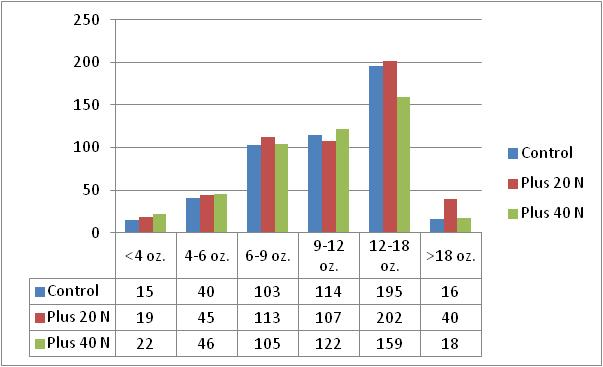 250
200
150
100
50
0
Control
Plus 20 N
Plus 40 N
<4 oz. 4-6 oz. 6-9 oz. 9-12 oz. 12-18 oz. >18 oz.
Control 15 40 103 114 195 16
Plus 20 N 19 45 113 107 202 40
Plus 40 N 22 46 105 122 159 18